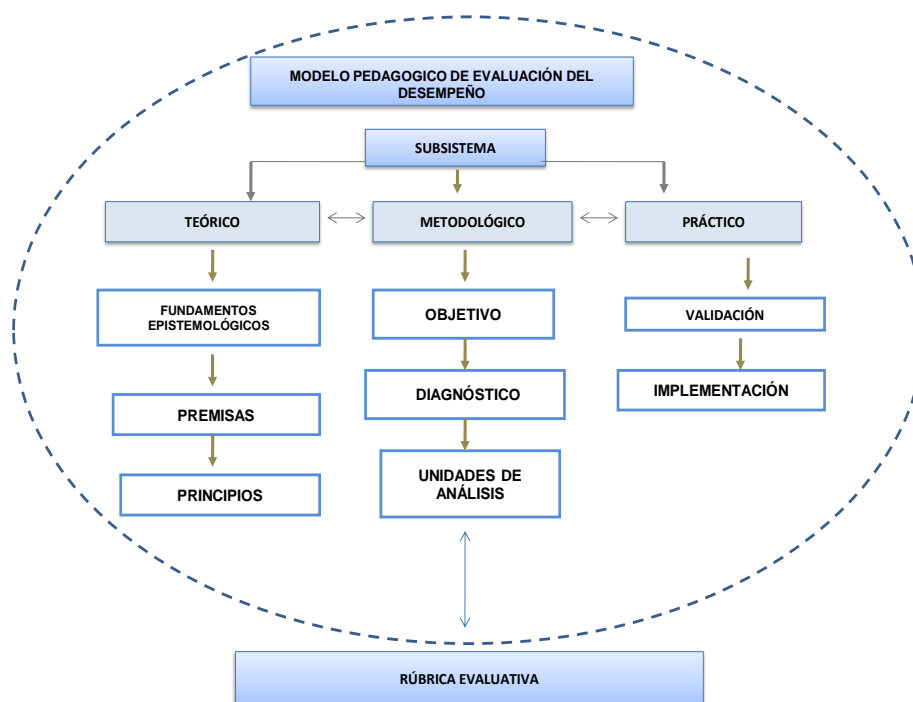 MODELO PEDAGOGICO DE EVALUACIÓN DEL
DESEMPEÑO
SUBSISTEMA
TEÓRICO
METODOLÓGICO
PRÁCTICO
FUNDAMENTOS
EPISTEMOLÓGICOS
OBJETIVO
VALIDACIÓN
PREMISAS
DIAGNÓSTICO
IMPLEMENTACIÓN
PRINCIPIOS
UNIDADES DE
ANÁLISIS
RÚBRICA EVALUATIVA